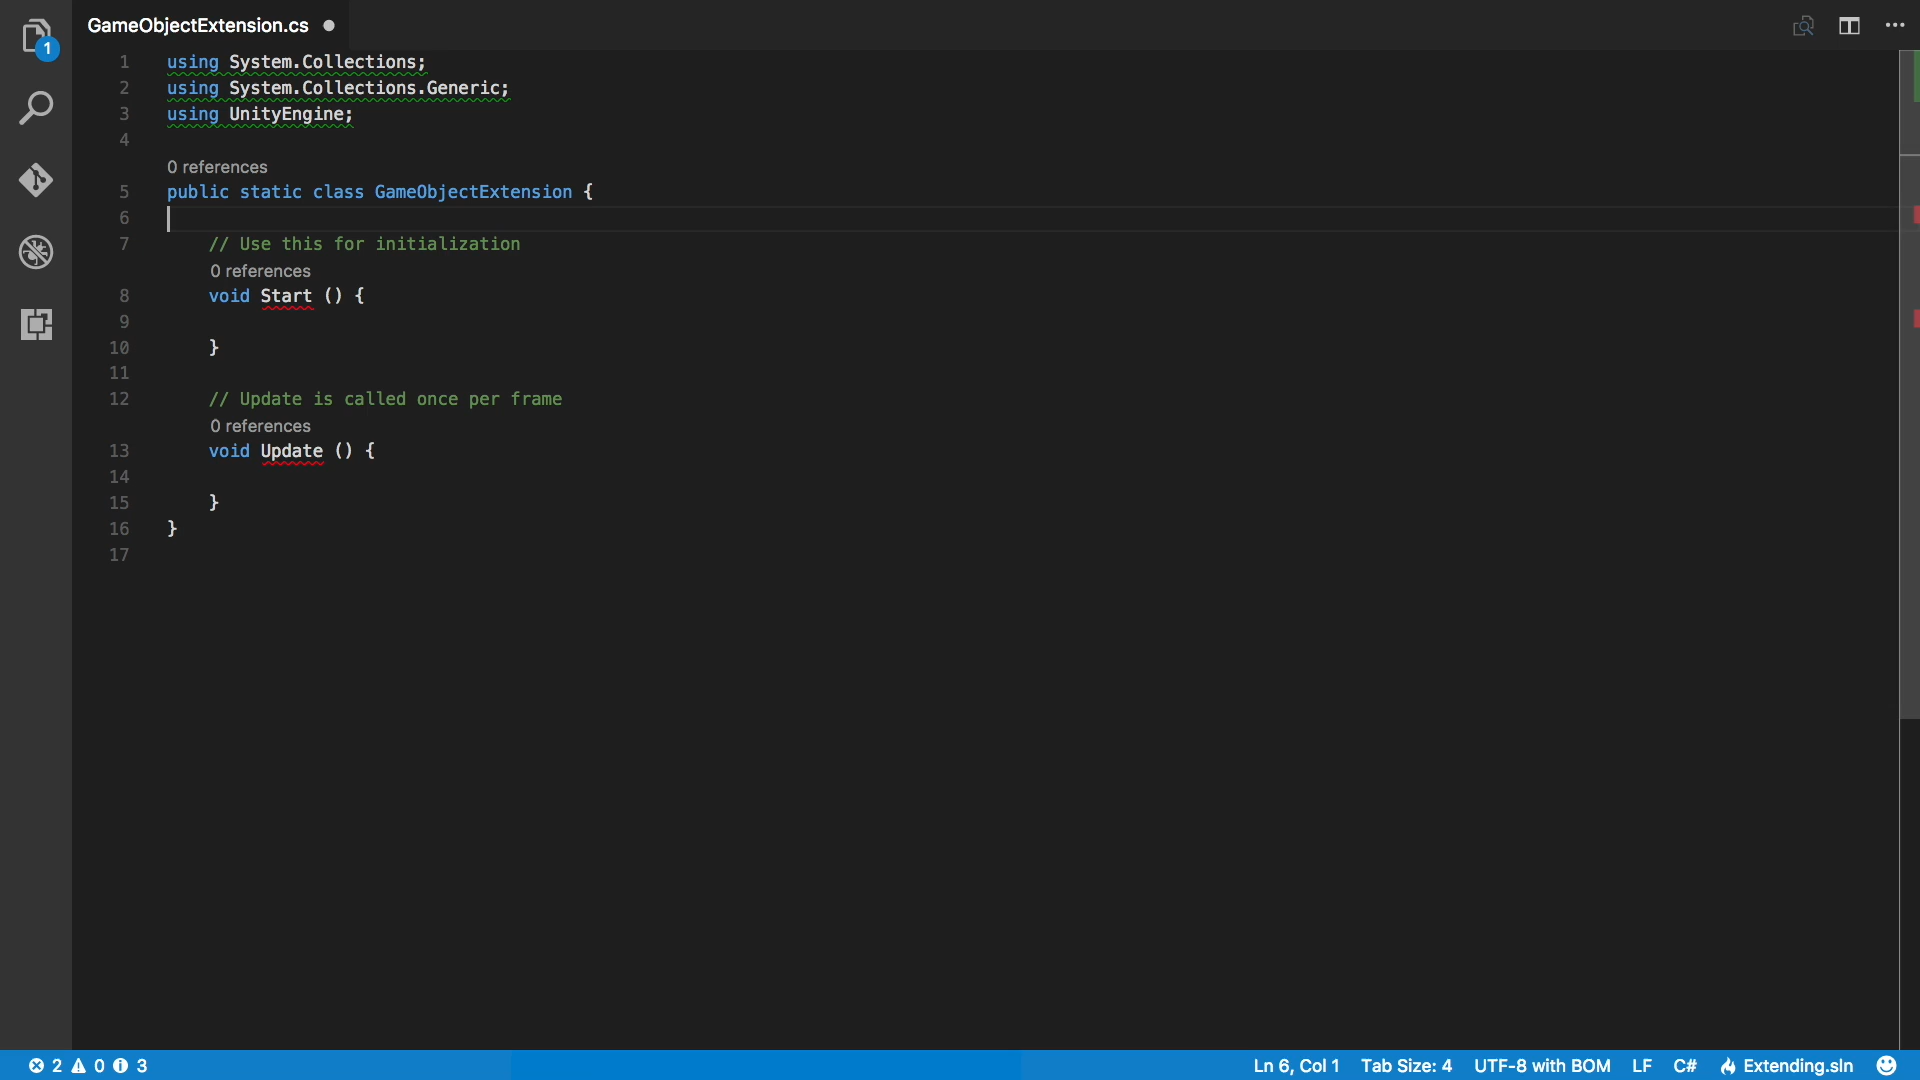 1
GameObjectExtension.cs
1 using System.Collections;
2 using System.Collections.Generic;
3 using UnityEngine;
4
0 references
5 public static class GameObjectExtension {
6
7 // Use this for initialization
0 references
8 void Start () {
9
10 }
11
12 // Update is called once per frame
0 references
13 void Update () {
14
15 }
16 }
17
2 0 3 Ln 6, Col 1 Tab Size: 4 UTF-8 with BOM LF C# Extending.sln